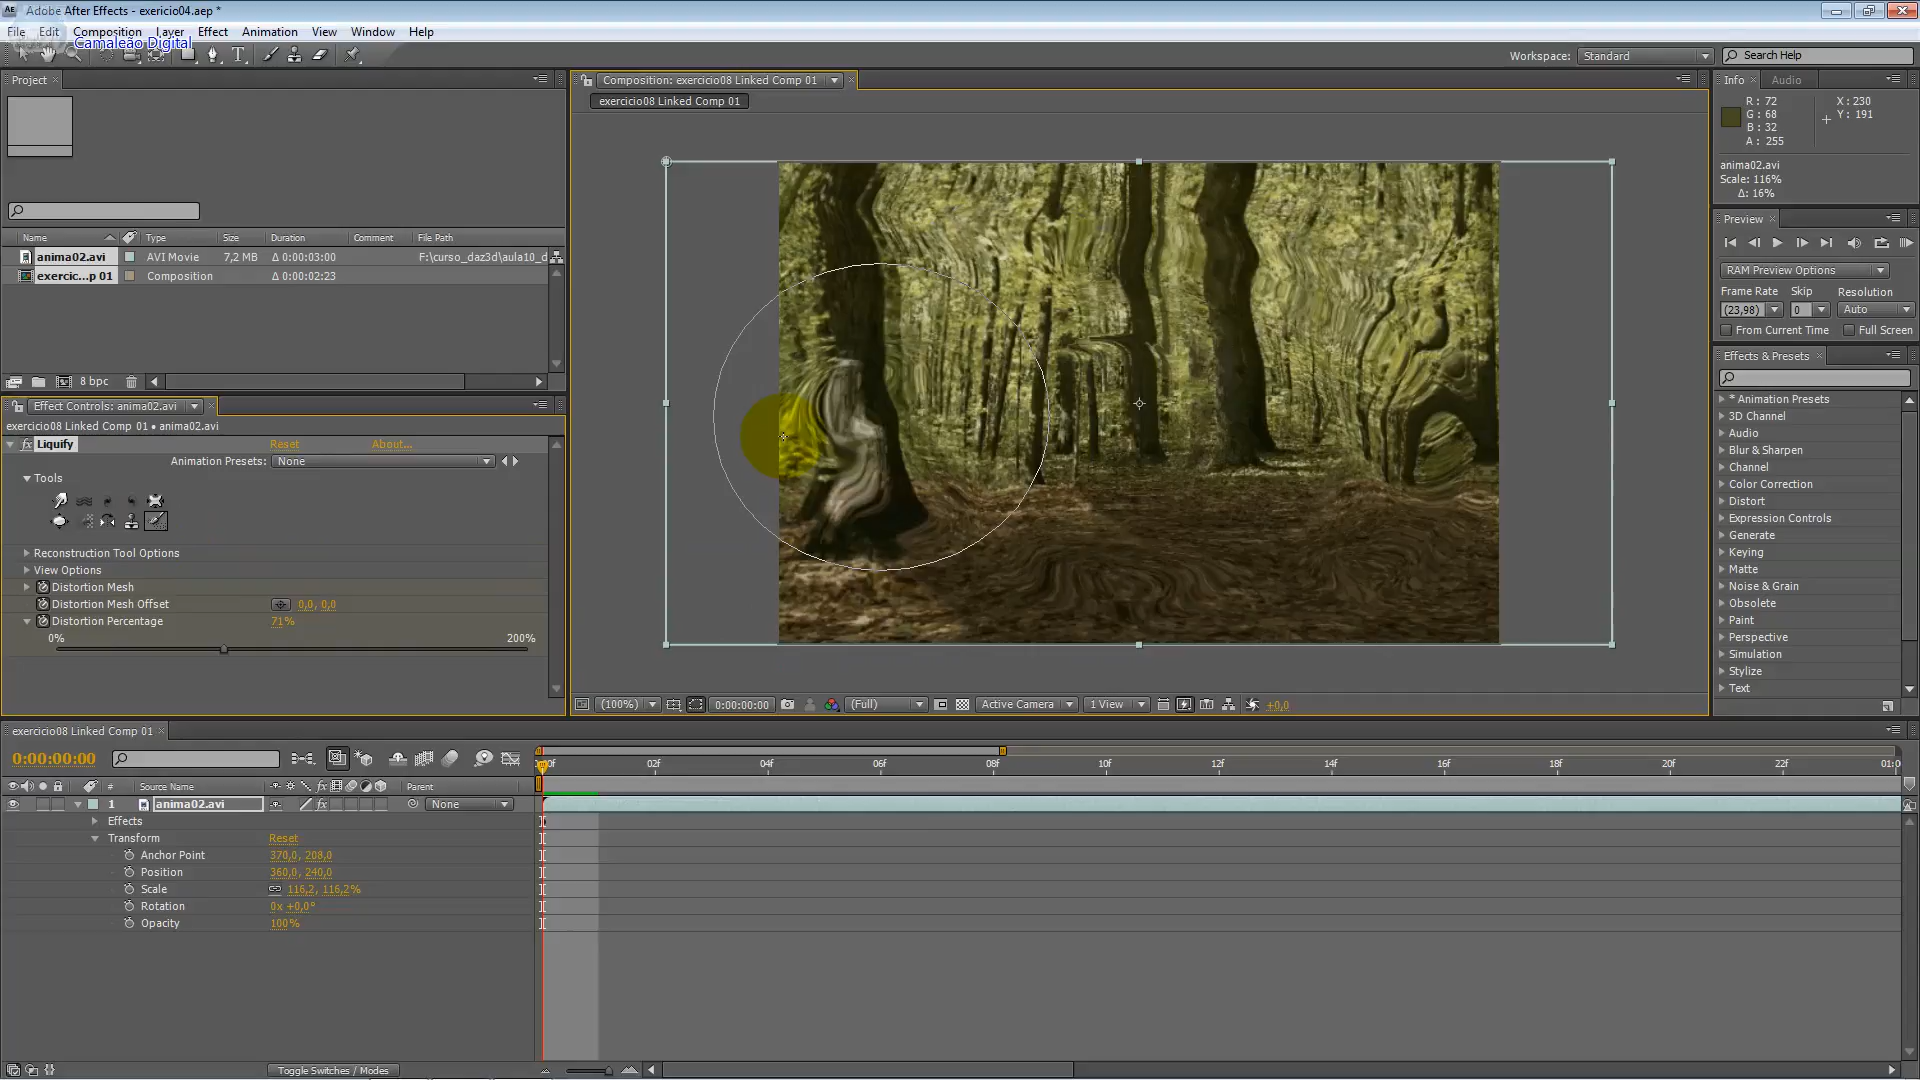 Adobe After Effects - exericio04.aep *
File Edit Composition Layer Effect Animation View Window Help
Camaleão Digital
Workspace: Standard Search Help
Project
Composition: exercicio08 Linked Comp 01
exercicio08 Linked Comp 01
Info Audio
R: 72
G: 68
B: 32
A: 255
X: 230
Y: 191
anima02.avi
Scale: 116%
Δ: 16%
Name Type Size Duration Comment File Path
anima02.avi AVI Movie 7,2 MB Δ 0:00:03:00 F:\curso_daz3d\aula10_d
exercic...p 01 Composition Δ 0:00:02:23
8 bpc
Preview
RAM Preview Options
Frame Rate Skip Resolution
(23,98) 0 Auto
From Current Time Full Screen
Effect Controls: anima02.avi
exercicio08 Linked Comp 01 • anima02.avi
fx Liquify Reset About...
Animation Presets: None
Tools
Reconstruction Tool Options
View Options
Distortion Mesh
Distortion Mesh Offset 0,0, 0,0
Distortion Percentage 71%
0% 200%
Effects & Presets
* Animation Presets
3D Channel
Audio
Blur & Sharpen
Channel
Color Correction
Distort
Expression Controls
Generate
Keying
Matte
Noise & Grain
Obsolete
Paint
Perspective
Simulation
Stylize
Text
(100%) 0:00:00:00 (Full) Active Camera 1 View +0,0
exercicio08 Linked Comp 01
0:00:00:00
:00f 02f 04f 06f 08f 10f 12f 14f 16f 18f 20f 22f 01:0
# Source Name fx Parent
1 anima02.avi fx None
Effects
Transform Reset
Anchor Point 370,0, 208,0
Position 360,0, 240,0
Scale 116,2, 116,2%
Rotation 0x +0,0°
Opacity 100%
Toggle Switches / Modes